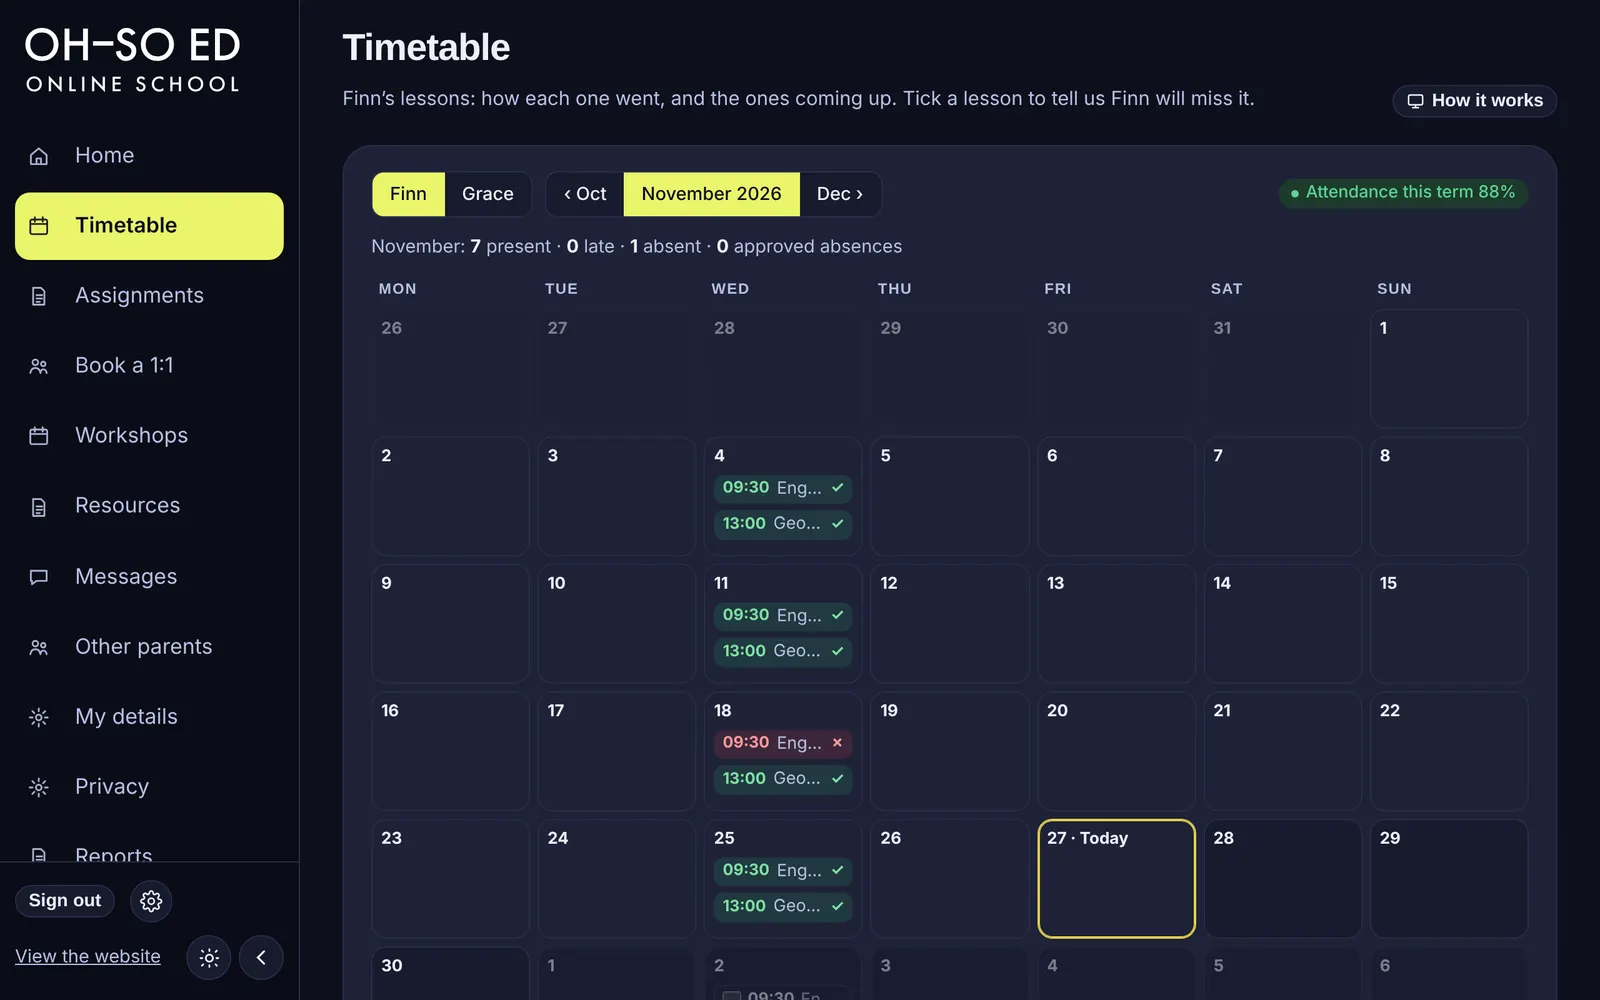 OH-SO ED
ONLINE SCHOOL
Home
Timetable
Assignments
Book a 1:1
Workshops
Resources
Messages
Other parents
My details
Privacy
Reports
Sign out
View the website
Timetable
Finn’s lessons: how each one went, and the ones coming up. Tick a lesson to tell us Finn will miss it.
How it works
Finn Grace ‹ Oct November 2026 Dec ›
Attendance this term 88%
November: 7 present · 0 late · 1 absent · 0 approved absences
MON TUE WED THU FRI SAT SUN
26 27 28 29 30 31 1
2 3 4 5 6 7 8
09:30 Eng... ✓
13:00 Geo... ✓
9 10 11 12 13 14 15
09:30 Eng... ✓
13:00 Geo... ✓
16 17 18 19 20 21 22
09:30 Eng... ×
13:00 Geo... ✓
23 24 25 26 27 · Today 28 29
09:30 Eng... ✓
13:00 Geo... ✓
30 1 2 3 4 5 6
09:30 En